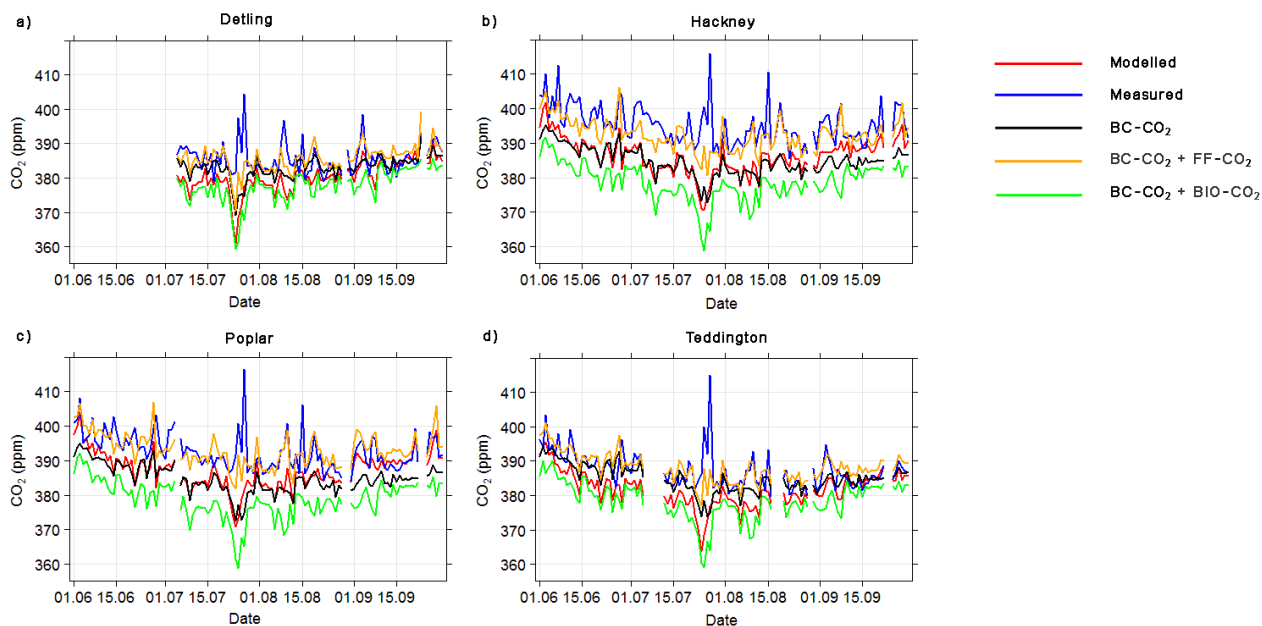 a) Detling
CO₂ (ppm)
410
400
390
380
370
360
01.06 15.06 01.07 15.07 01.08 15.08 01.09 15.09
Date
b) Hackney
CO₂ (ppm)
410
400
390
380
370
360
01.06 15.06 01.07 15.07 01.08 15.08 01.09 15.09
Date
Modelled
Measured
BC-CO₂
BC-CO₂ + FF-CO₂
BC-CO₂ + BIO-CO₂
c) Poplar
CO₂ (ppm)
410
400
390
380
370
360
01.06 15.06 01.07 15.07 01.08 15.08 01.09 15.09
Date
d) Teddington
CO₂ (ppm)
410
400
390
380
370
360
01.06 15.06 01.07 15.07 01.08 15.08 01.09 15.09
Date